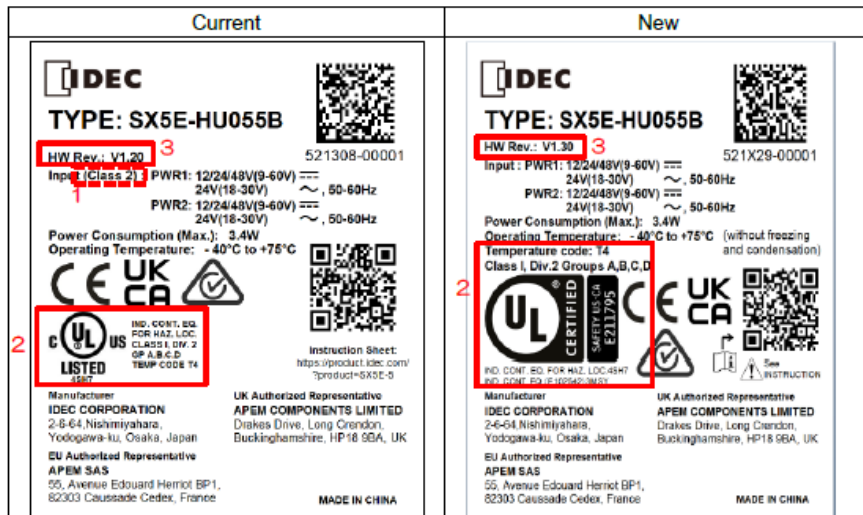 Current
New
IDEC
TYPE: SX5E-HU055B
HW Rev.: V1.20
3
521308-00001
Input (Class 2) : PWR1: 12/24/48V(9-60V)
1
24V(18-30V) ～, 50-60Hz
PWR2: 12/24/48V(9-60V)
24V(18-30V) ～, 50-60Hz
Power Consumption (Max.): 3.4W
Operating Temperature: - 40°C to +75°C
CE UK CA
2
C UL US
LISTED
4SH7
IND. CONT. EQ.
FOR HAZ. LOC.
CLASS I, DIV. 2
GP A.B.C.D
TEMP CODE T4
Instruction Sheet:
https://product.idec.com/
?product=SX5E-S
Manufacturer
IDEC CORPORATION
2-6-64,Nishimiyahara,
Yodogawa-ku, Osaka, Japan
UK Authorized Representative
APEM COMPONENTS LIMITED
Drakes Drive, Long Crendon,
Buckinghamshire, HP18 9BA, UK
EU Authorized Representative
APEM SAS
55, Avenue Edouard Herriot BP1,
82303 Caussade Cedex, France
MADE IN CHINA
IDEC
TYPE: SX5E-HU055B
HW Rev.: V1.30
3
521X29-00001
Input : PWR1: 12/24/48V(9-60V)
24V(18-30V) ～, 50-60Hz
PWR2: 12/24/48V(9-60V)
24V(18-30V) ～, 50-60Hz
Power Consumption (Max.): 3.4W
Operating Temperature: - 40°C to +75°C (without freezing
and condensation)
Temperature code: T4
Class I, Div.2 Groups A,B,C,D
2
UL ® CERTIFIED
SAFETY US-CA
E211795
CE UK CA
IND. CONT. EQ. FOR HAZ. LOC.4SH7
IND. CONT. EQ.(E102542)3MSY
See
INSTRUCTION
Manufacturer
IDEC CORPORATION
2-6-64,Nishimiyahara,
Yodogawa-ku, Osaka, Japan
UK Authorized Representative
APEM COMPONENTS LIMITED
Drakes Drive, Long Crendon,
Buckinghamshire, HP18 9BA, UK
EU Authorized Representative
APEM SAS
55, Avenue Edouard Herriot BP1,
82303 Caussade Cedex, France
MADE IN CHINA